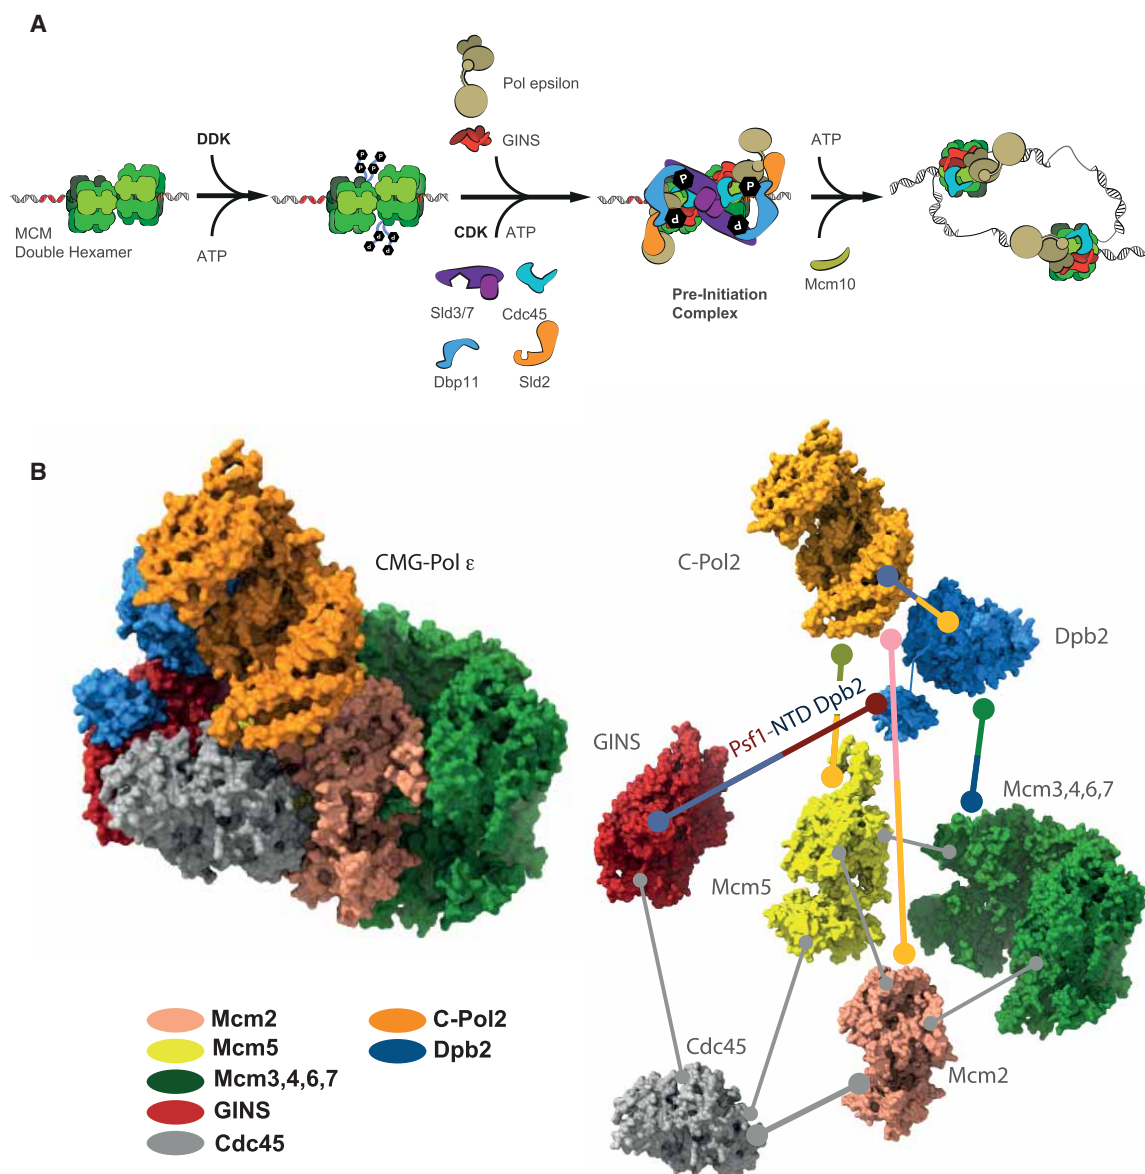 A
Pol epsilon
DDK
GINS
ATP
P
P
P
P
P
P
P
P
MCM
Double Hexamer
ATP
P
P
P
P
CDK
ATP
Mcm10
Sld3/7
Cdc45
Pre-Initiation
Complex
Dbp11
Sld2
B
CMG-Pol ε
C-Pol2
Dpb2
Psf1-NTD Dpb2
GINS
Mcm3,4,6,7
Mcm5
Cdc45
Mcm2
Mcm2
Mcm5
Mcm3,4,6,7
GINS
Cdc45
C-Pol2
Dpb2